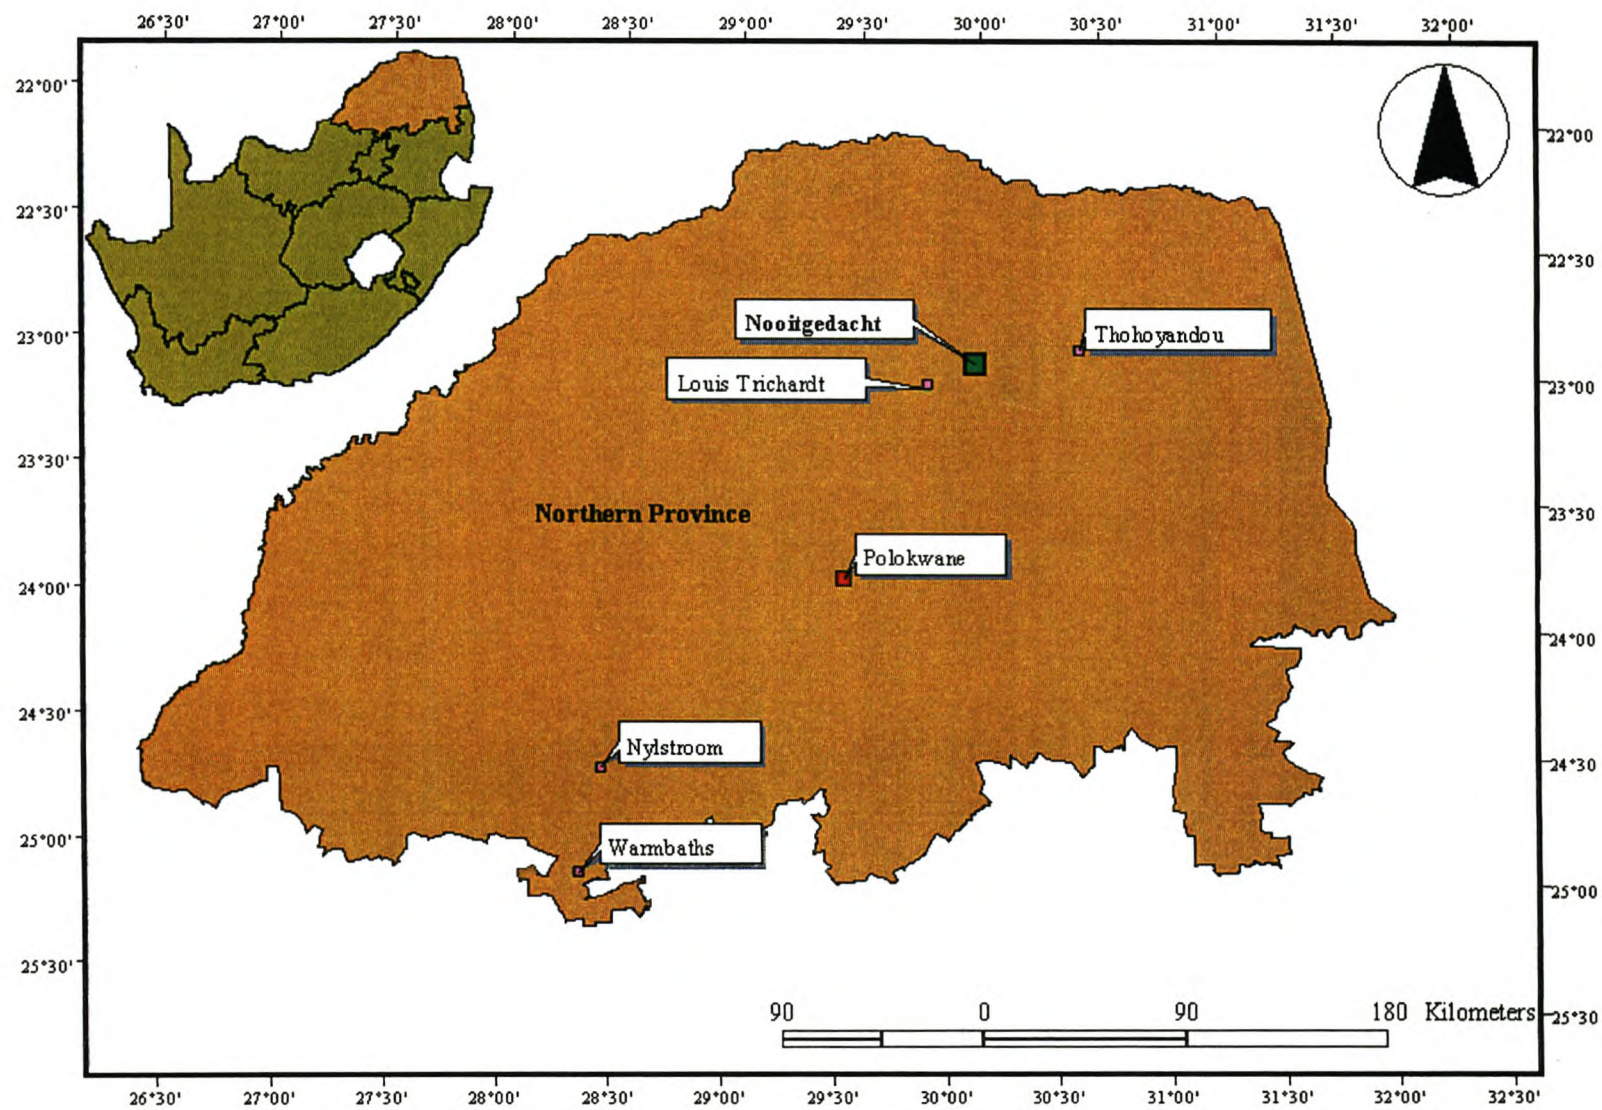 26°30' 27°00' 27°30' 28°00' 28°30' 29°00' 29°30' 30°00' 30°30' 31°00' 31°30' 32°00'
22°00'
22°00
22°30'
22°30
Nooitgedacht
Thohoyandou
23°00'
Louis Trichardt
23°00
23°30'
Northern Province
23°30
Polokwane
24°00'
24°00
24°30'
Nylstroom
24°30
25°00'
Warmbaths
25°00
25°30'
90 0 90 180 Kilometers
25°30
26°30' 27°00' 27°30' 28°00' 28°30' 29°00' 29°30' 30°00' 30°30' 31°00' 31°30' 32°00' 32°30'